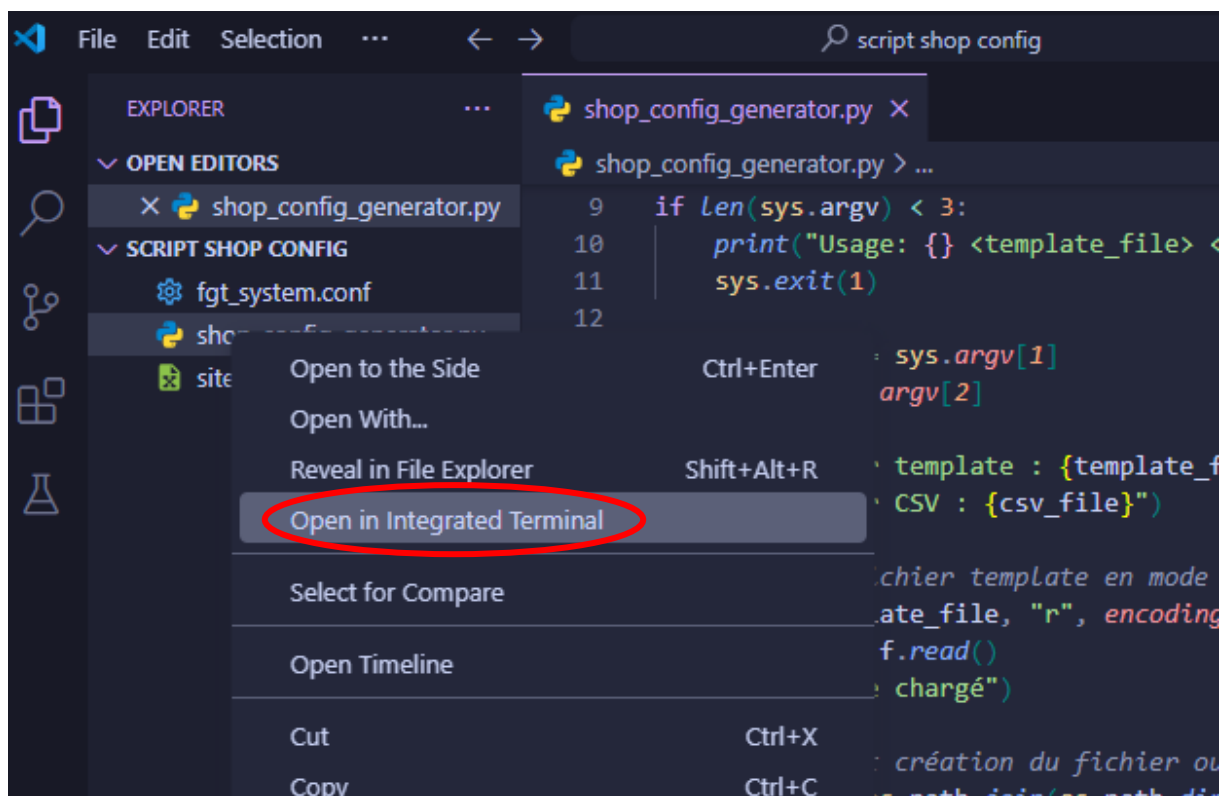 File Edit Selection ··· ← → script shop config
EXPLORER ···
OPEN EDITORS
shop_config_generator.py
SCRIPT SHOP CONFIG
fgt_system.conf
site
shop_config_generator.py
shop_config_generator.py > ...
9 if len(sys.argv) < 3:
10 print("Usage: {} <template_file> <
11 sys.exit(1)
12
= sys.argv[1]
argv[2]
template : {template_f
CSV : {csv_file}")
chier template en mode
ate_file, "r", encoding
f.read()
chargé")
création du fichier ou
Open to the Side Ctrl+Enter
Open With...
Reveal in File Explorer Shift+Alt+R
Open in Integrated Terminal
Select for Compare
Open Timeline
Cut Ctrl+X
Copy Ctrl+C